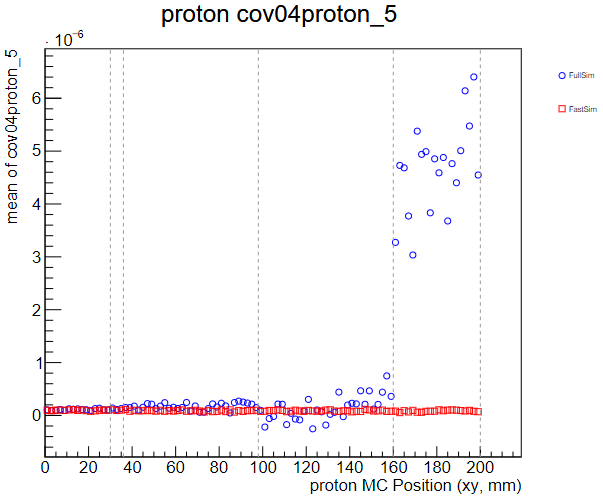 proton cov04proton_5
· 10⁻⁶
mean of cov04proton_5
6
5
4
3
2
1
0
0 20 40 60 80 100 120 140 160 180 200
proton MC Position (xy, mm)
FullSim
FastSim